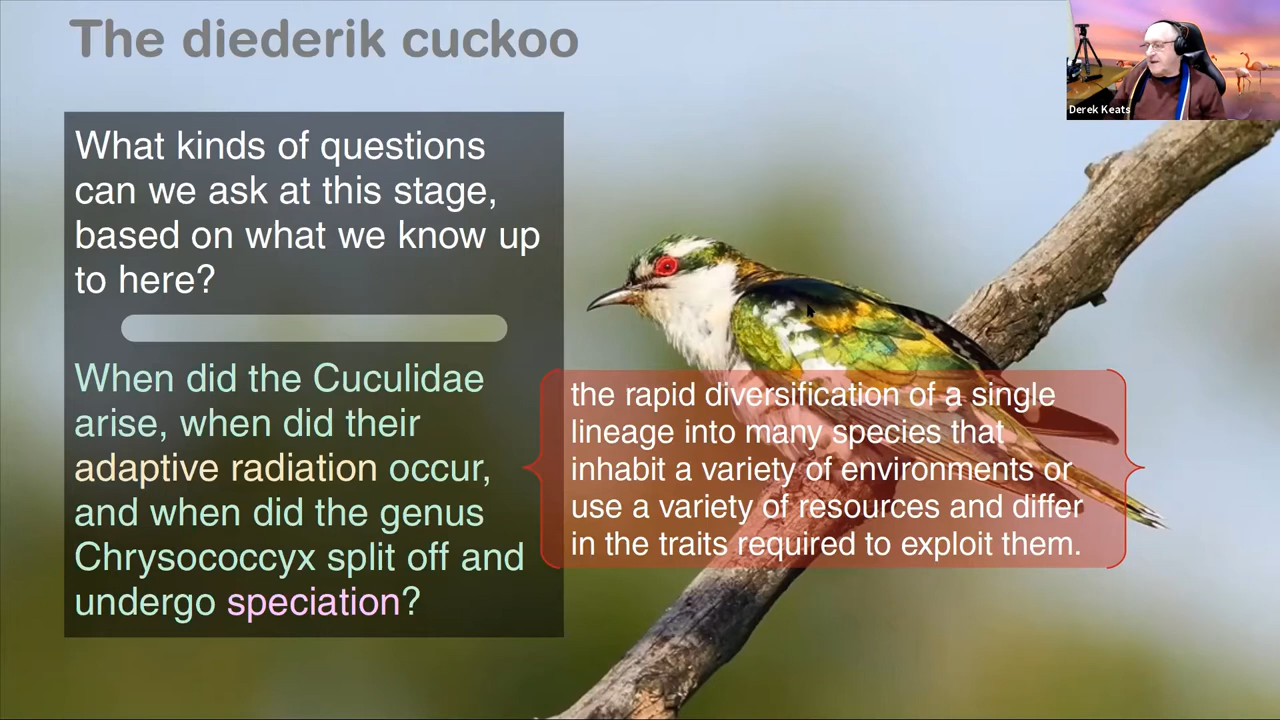 The diederik cuckoo
Derek Keats
What kinds of questions
can we ask at this stage,
based on what we know up
to here?
When did the Cuculidae
arise, when did their
adaptive radiation occur,
and when did the genus
Chrysococcyx split off and
undergo speciation?
the rapid diversification of a single
lineage into many species that
inhabit a variety of environments or
use a variety of resources and differ
in the traits required to exploit them.